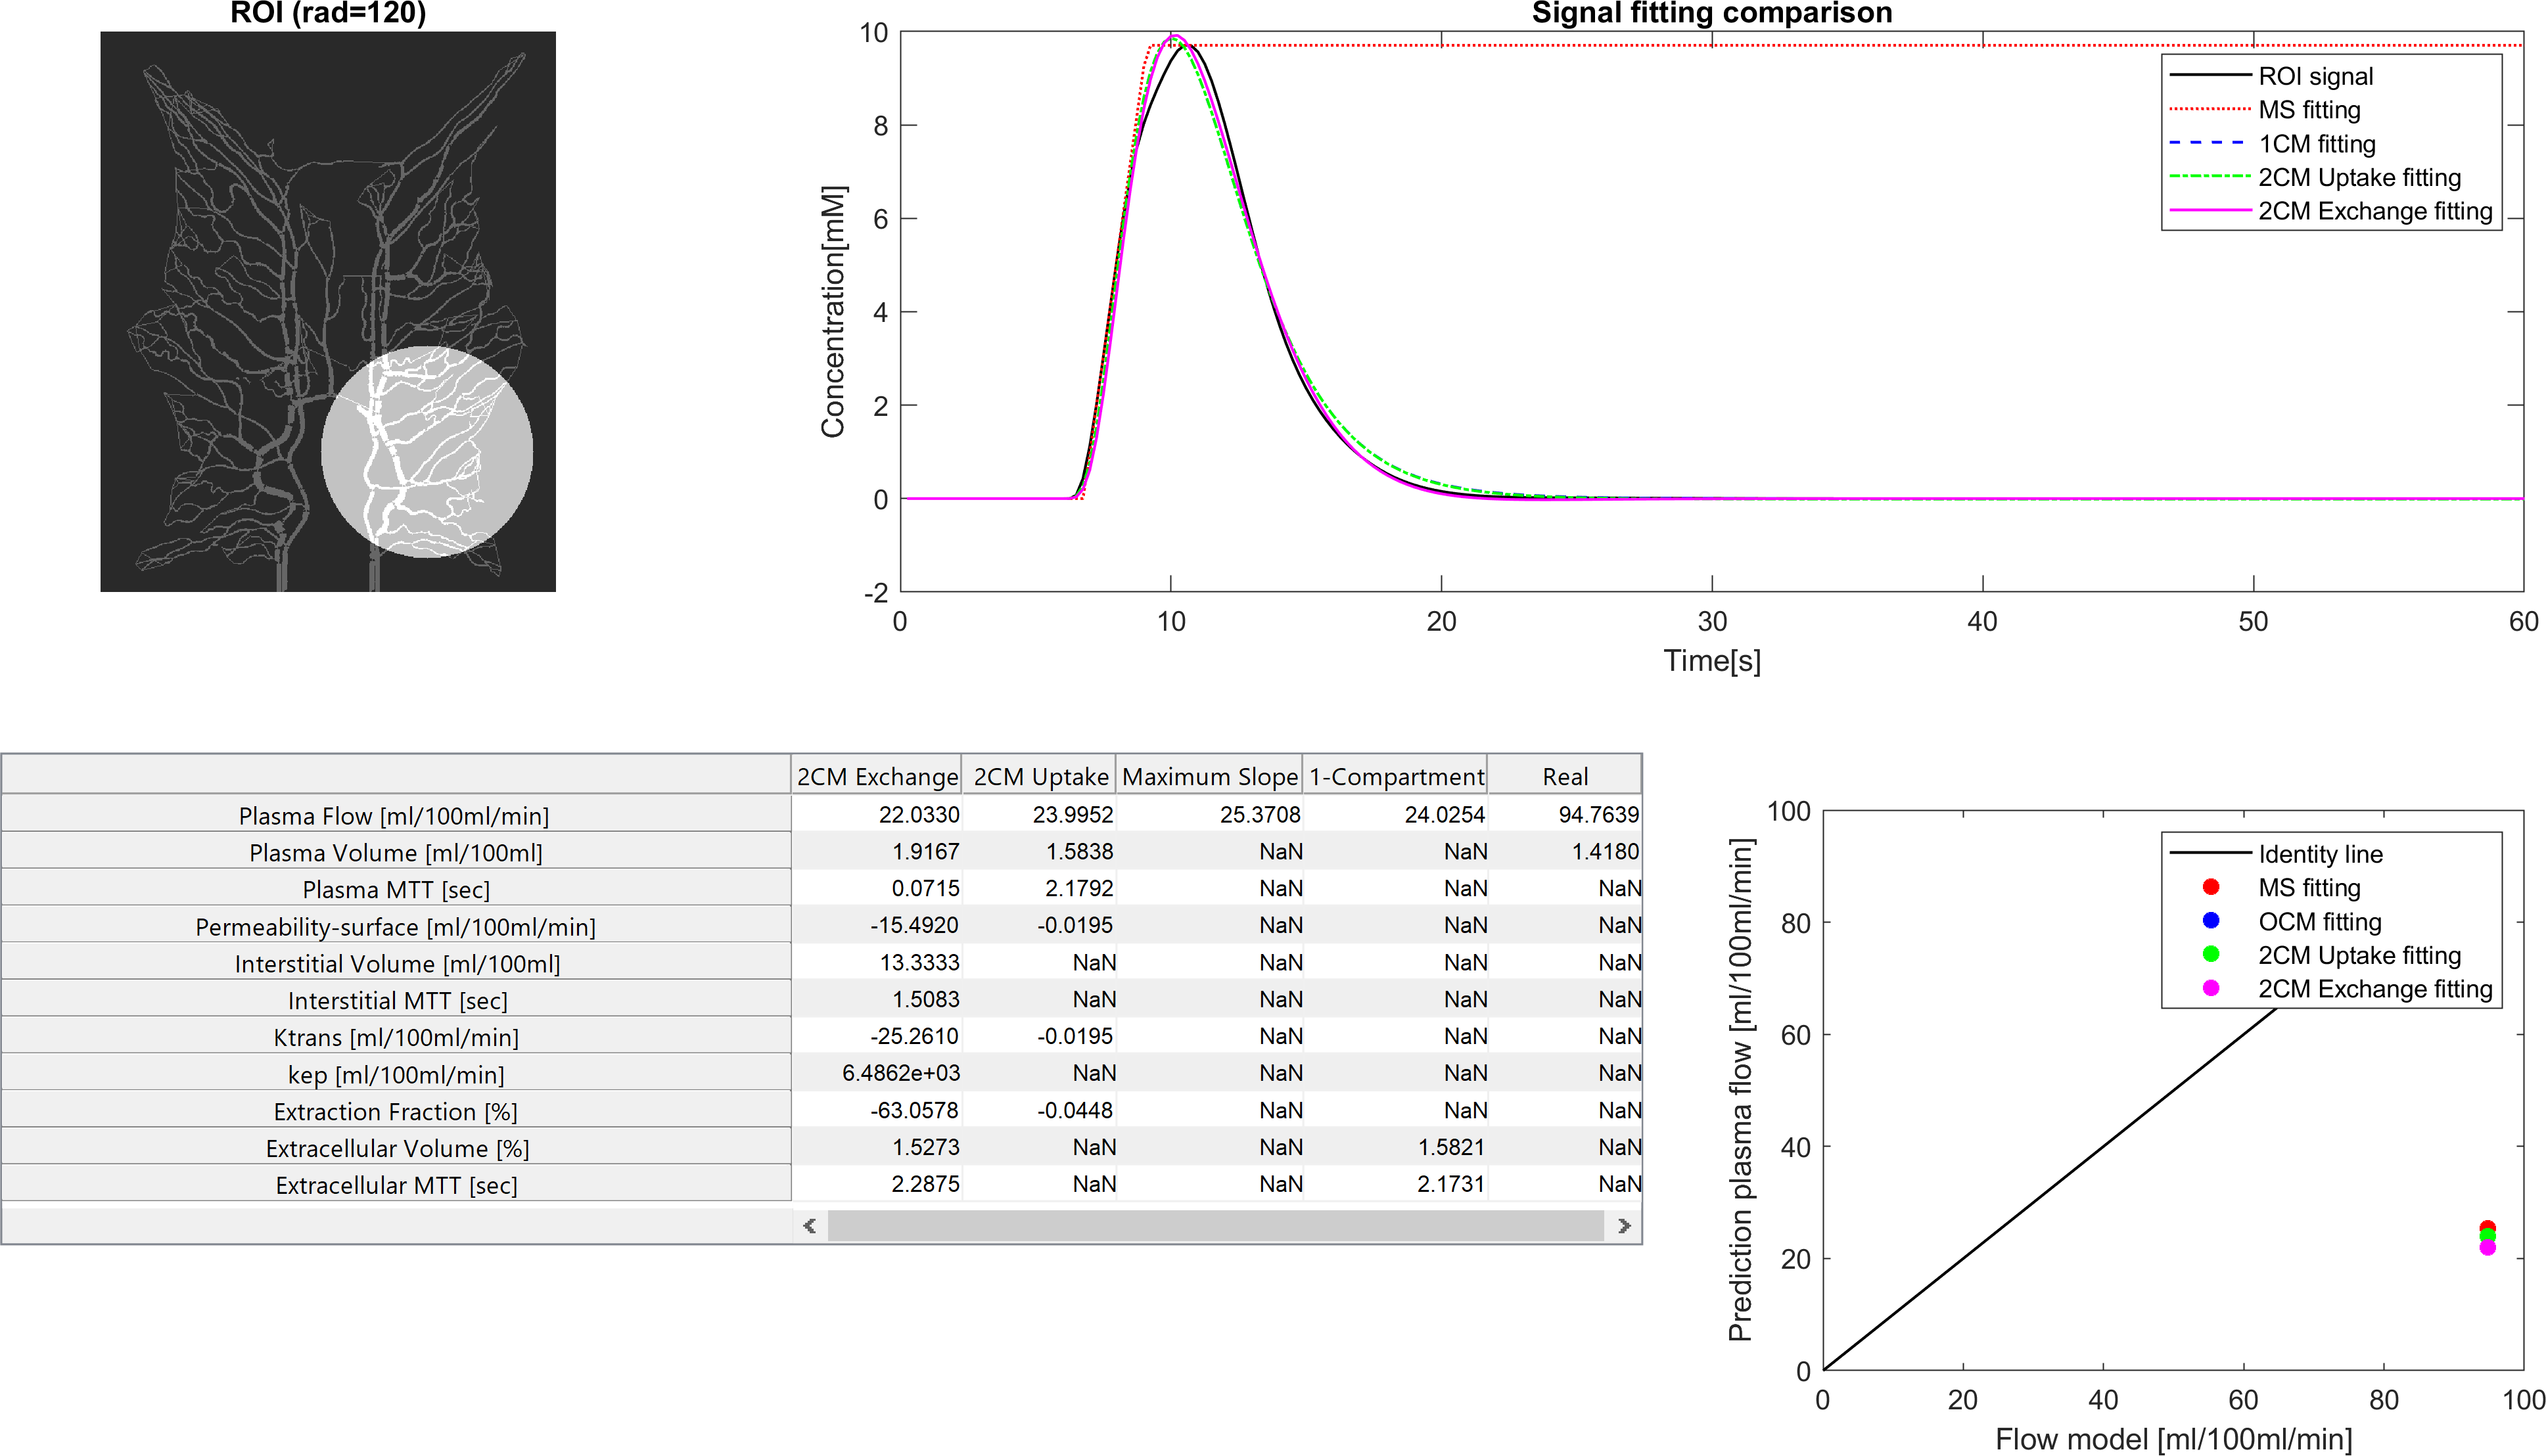 ROI (rad=120)
Signal fitting comparison
Concentration[mM]
10
8
6
4
2
0
-2
0 10 20 30 40 50 60
Time[s]
ROI signal
MS fitting
1CM fitting
2CM Uptake fitting
2CM Exchange fitting
2CM Exchange 2CM Uptake Maximum Slope 1-Compartment Real
Plasma Flow [ml/100ml/min] 22.0330 23.9952 25.3708 24.0254 94.7639
Plasma Volume [ml/100ml] 1.9167 1.5838 NaN NaN 1.4180
Plasma MTT [sec] 0.0715 2.1792 NaN NaN NaN
Permeability-surface [ml/100ml/min] -15.4920 -0.0195 NaN NaN NaN
Interstitial Volume [ml/100ml] 13.3333 NaN NaN NaN NaN
Interstitial MTT [sec] 1.5083 NaN NaN NaN NaN
Ktrans [ml/100ml/min] -25.2610 -0.0195 NaN NaN NaN
kep [ml/100ml/min] 6.4862e+03 NaN NaN NaN NaN
Extraction Fraction [%] -63.0578 -0.0448 NaN NaN NaN
Extracellular Volume [%] 1.5273 NaN NaN 1.5821 NaN
Extracellular MTT [sec] 2.2875 NaN NaN 2.1731 NaN
Prediction plasma flow [ml/100ml/min]
100
80
60
40
20
0
0 20 40 60 80 100
Flow model [ml/100ml/min]
Identity line
MS fitting
OCM fitting
2CM Uptake fitting
2CM Exchange fitting